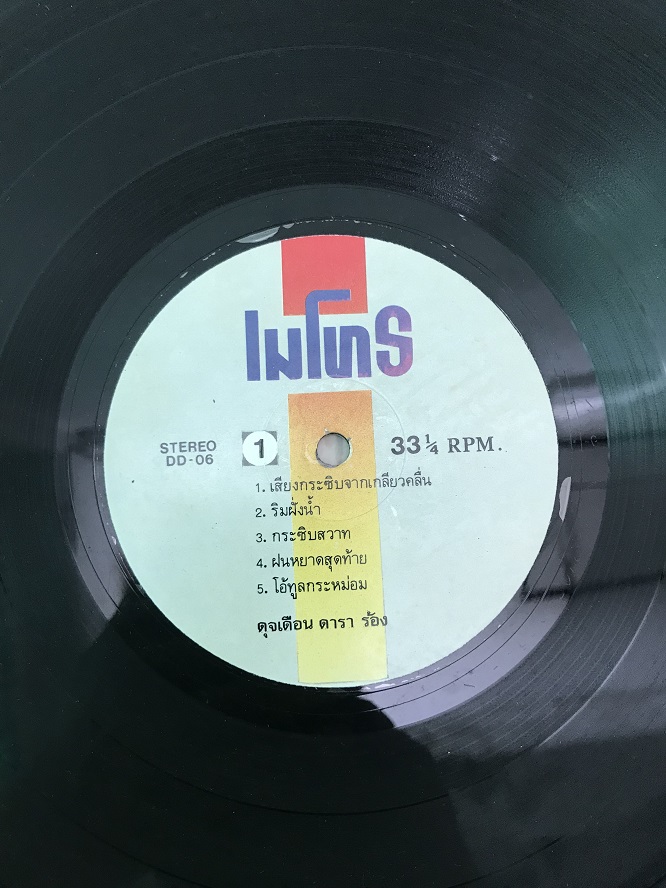 ไมโทร
STEREO 1 33 1/4 RPM.
DD-06
1. เสียงกระซิบจากเกลียวคลื่น
2. ริมฝั่งน้ำ
3. กระซิบสวาท
4. ฝนหยาดสุดท้าย
5. โอ้ทูลกระหม่อม
ดุจเดือน ดารา ร้อง